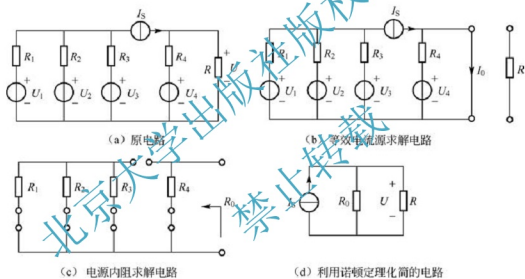 I_S
R_1 R_2 R_3 R_4 R
+ U_1 − + U_2 − + U_3 − + U_4 − + U −
(a) 原电路
I_S
R_1 R_2 R_3 R_4
+ U_1 − + U_2 − + U_3 − + U_4 −
I_0
R
(b) 等效电流源求解电路
R_1 R_2 R_3 R_4 R_0
(c) 电源内阻求解电路
R_0 + U − R
(d) 利用诺顿定理化简的电路
北京大学出版社版权
禁止转载